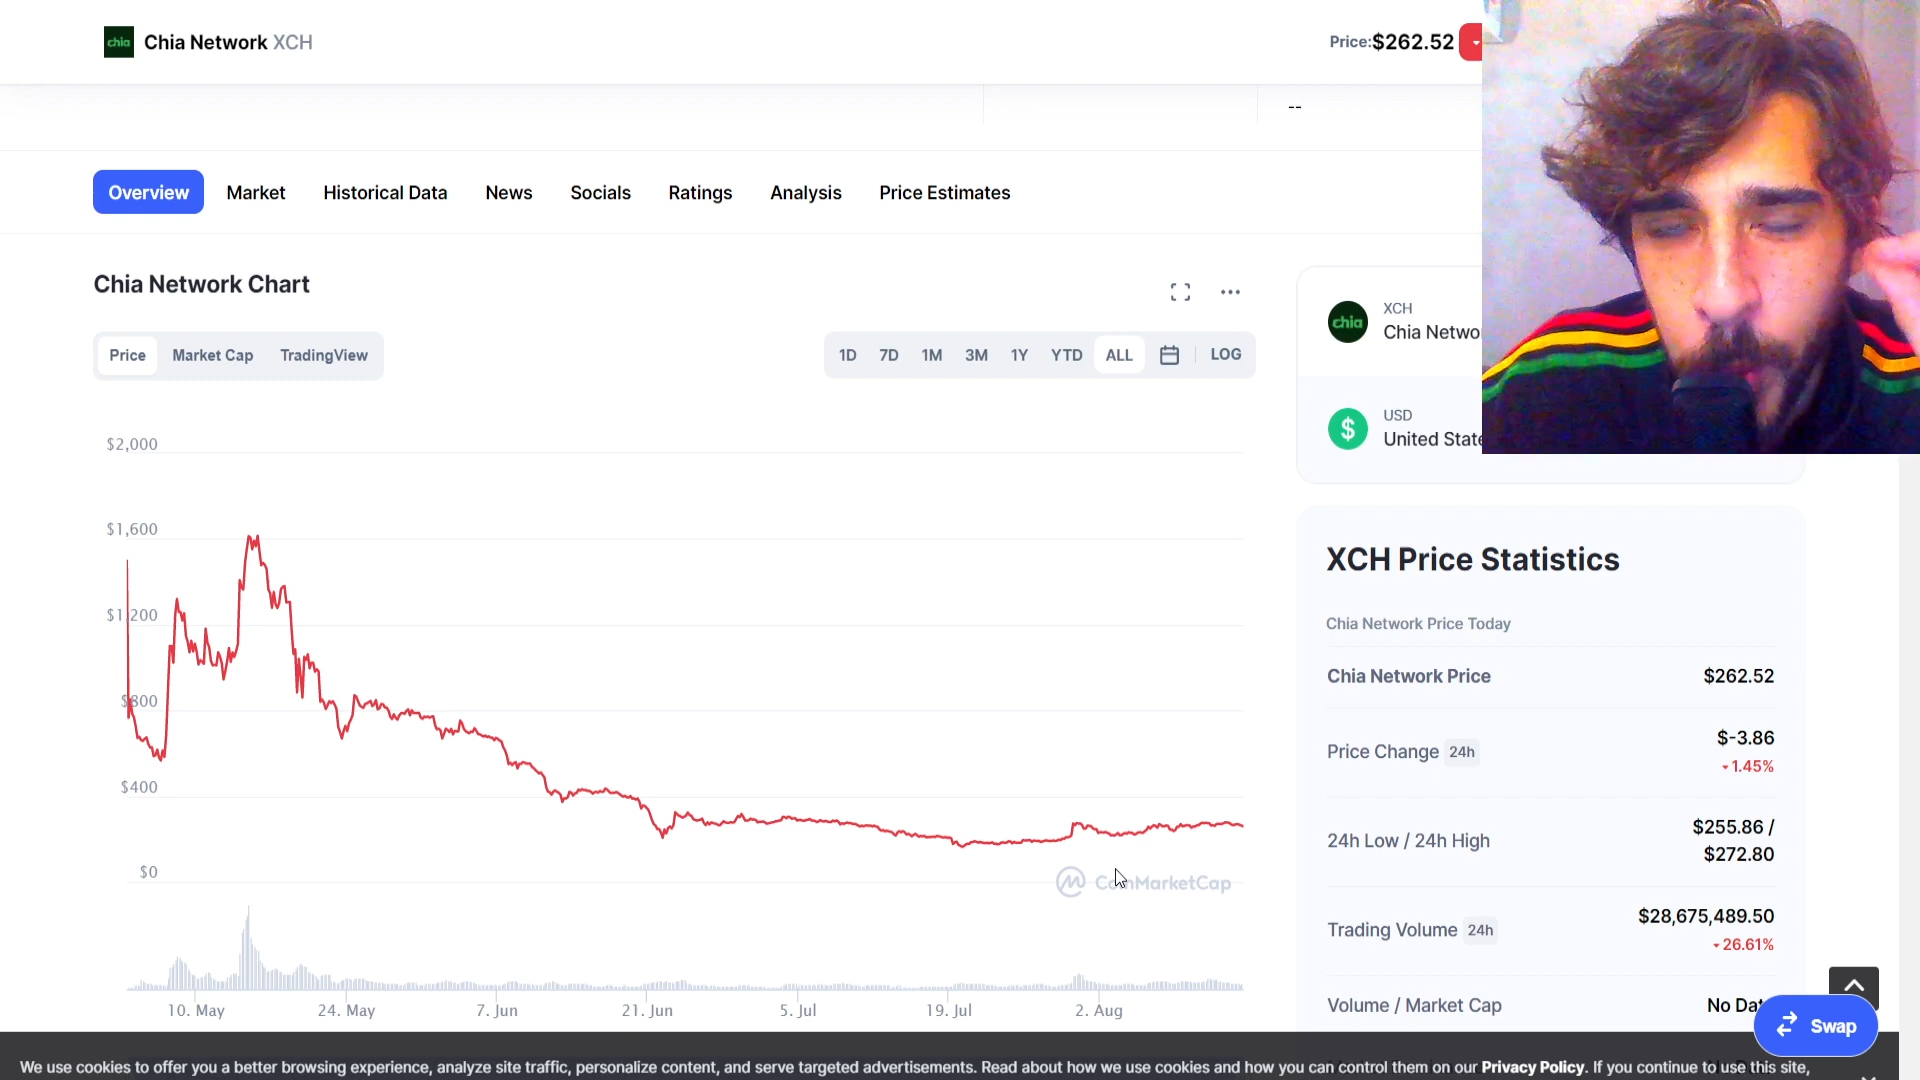 chia Chia Network XCH
Price:$262.52
--
Overview Market Historical Data News Socials Ratings Analysis Price Estimates
Chia Network Chart
Price Market Cap TradingView
1D 7D 1M 3M 1Y YTD ALL LOG
$2,000
$1,600
$1,200
$800
$400
$0
CoinMarketCap
10. May 24. May 7. Jun 21. Jun 5. Jul 19. Jul 2. Aug
chia
XCH
Chia Netwo
$
USD
United State
XCH Price Statistics
Chia Network Price Today
Chia Network Price $262.52
Price Change 24h $-3.86
1.45%
24h Low / 24h High $255.86 /
$272.80
Trading Volume 24h $28,675,489.50
26.61%
Volume / Market Cap No Dat
Swap
We use cookies to offer you a better browsing experience, analyze site traffic, personalize content, and serve targeted advertisements. Read about how we use cookies and how you can control them on our Privacy Policy. If you continue to use this site,